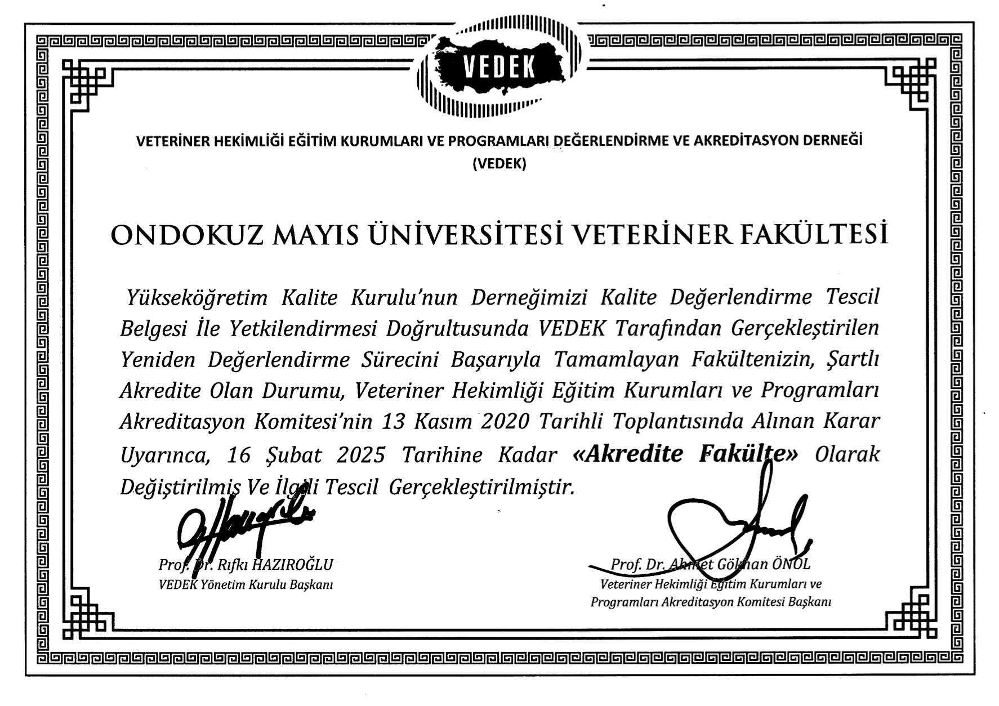 VEDEK
VETERİNER HEKİMLİĞİ EĞİTİM KURUMLARI VE PROGRAMLARI DEĞERLENDİRME VE AKREDİTASYON DERNEĞİ
(VEDEK)
ONDOKUZ MAYIS ÜNİVERSİTESİ VETERİNER FAKÜLTESİ
Yükseköğretim Kalite Kurulu’nun Derneğimizi Kalite Değerlendirme Tescil
Belgesi İle Yetkilendirmesi Doğrultusunda VEDEK Tarafından Gerçekleştirilen
Yeniden Değerlendirme Sürecini Başarıyla Tamamlayan Fakültenizin, Şartlı
Akredite Olan Durumu, Veteriner Hekimliği Eğitim Kurumları ve Programları
Akreditasyon Komitesi’nin 13 Kasım 2020 Tarihli Toplantısında Alınan Karar
Uyarınca, 16 Şubat 2025 Tarihine Kadar «Akredite Fakülte» Olarak
Değiştirilmiş Ve İlgili Tescil Gerçekleştirilmiştir.
Prof. Dr. Rıfkı HAZIROĞLU
VEDEK Yönetim Kurulu Başkanı
Prof. Dr. Ahmet Gökhan ÖNOL
Veteriner Hekimliği Eğitim Kurumları ve
Programları Akreditasyon Komitesi Başkanı